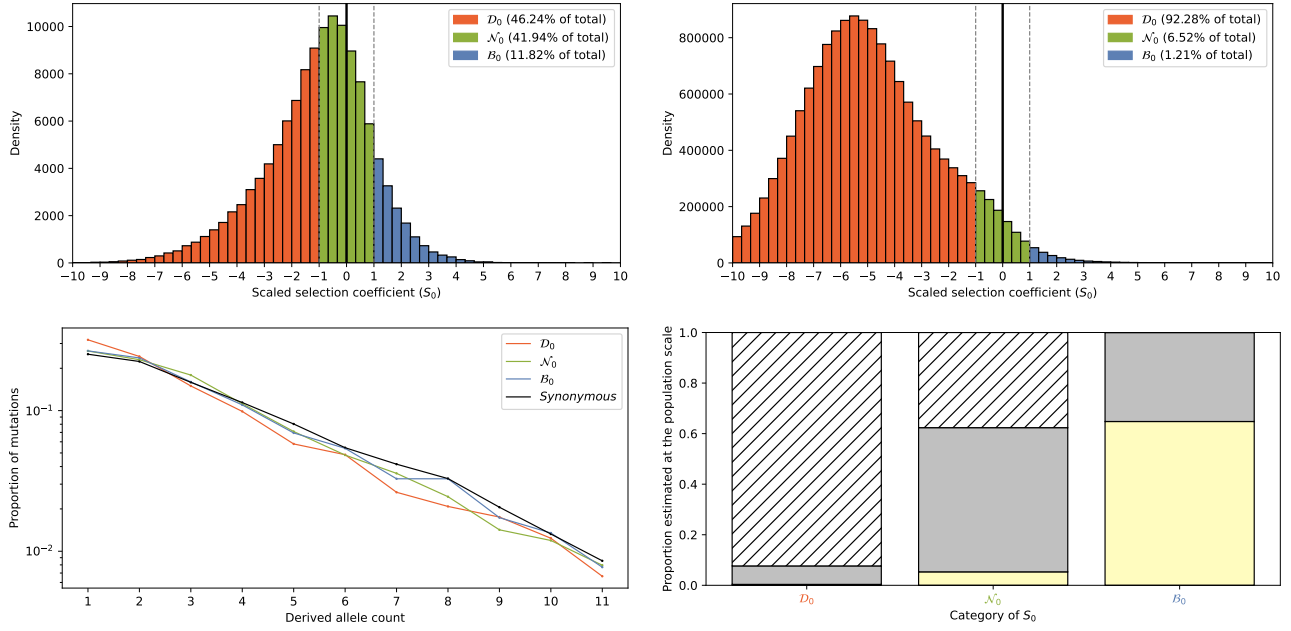 10000
8000
6000
4000
2000
0
Density
𝒟₀ (46.24% of total)
𝒩₀ (41.94% of total)
ℬ₀ (11.82% of total)
−10 −9 −8 −7 −6 −5 −4 −3 −2 −1 0 1 2 3 4 5 6 7 8 9 10
Scaled selection coefficient (S₀)
800000
600000
400000
200000
0
Density
𝒟₀ (92.28% of total)
𝒩₀ (6.52% of total)
ℬ₀ (1.21% of total)
−10 −9 −8 −7 −6 −5 −4 −3 −2 −1 0 1 2 3 4 5 6 7 8 9 10
Scaled selection coefficient (S₀)
10⁻¹
10⁻²
Proportion of mutations
𝒟₀
𝒩₀
ℬ₀
Synonymous
1 2 3 4 5 6 7 8 9 10 11
Derived allele count
1.0
0.8
0.6
0.4
0.2
0.0
Proportion estimated at the population scale
𝒟₀ 𝒩₀ ℬ₀
Category of S₀